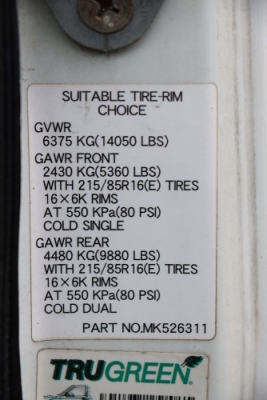 SUITABLE TIRE-RIM
CHOICE
GVWR
6375 KG(14050 LBS)
GAWR FRONT
2430 KG(5360 LBS)
WITH 215/85R16(E) TIRES
16×6K RIMS
AT 550 KPa(80 PSI)
COLD SINGLE
GAWR REAR
4480 KG(9880 LBS)
WITH 215/85R16(E) TIRES
16×6K RIMS
AT 550 KPa(80 PSI)
COLD DUAL
PART NO.MK526311
TRUGREEN